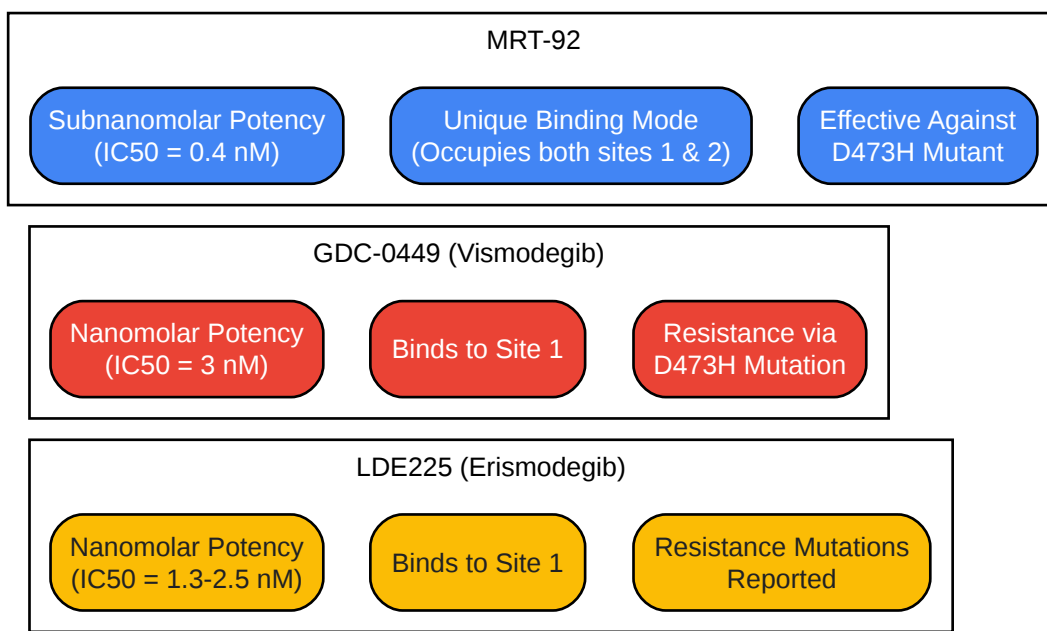 MRT-92
Subnanomolar Potency
(IC50 = 0.4 nM)
Unique Binding Mode
(Occupies both sites 1 & 2)
Effective Against
D473H Mutant
GDC-0449 (Vismodegib)
Nanomolar Potency
(IC50 = 3 nM)
Binds to Site 1
Resistance via
D473H Mutation
LDE225 (Erismodegib)
Nanomolar Potency
(IC50 = 1.3-2.5 nM)
Binds to Site 1
Resistance Mutations
Reported